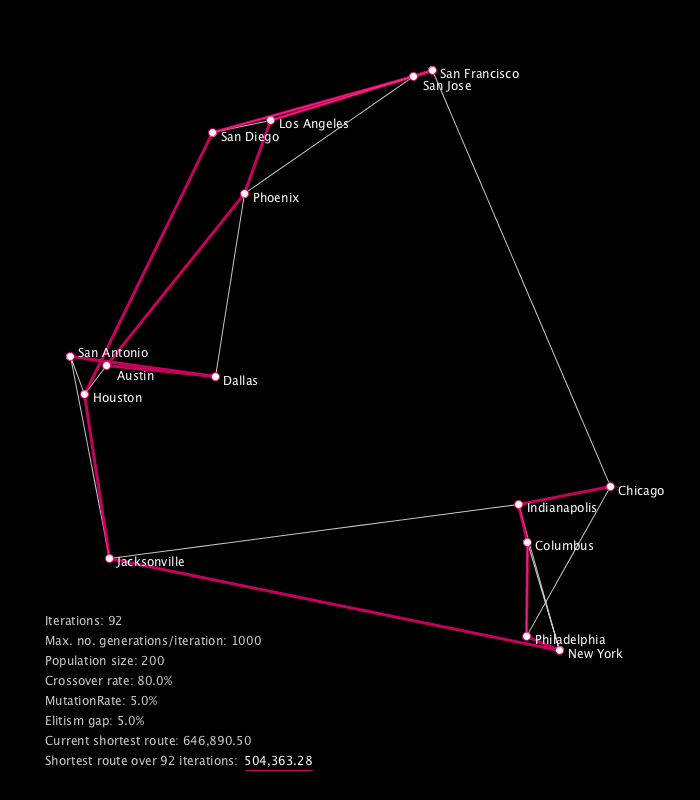 San Francisco
San Jose
Los Angeles
San Diego
Phoenix
San Antonio
Austin
Dallas
Houston
Chicago
Indianapolis
Columbus
Jacksonville
Philadelphia
New York
Iterations: 92
Max. no. generations/iteration: 1000
Population size: 200
Crossover rate: 80.0%
MutationRate: 5.0%
Elitism gap: 5.0%
Current shortest route: 646,890.50
Shortest route over 92 iterations: 504,363.28